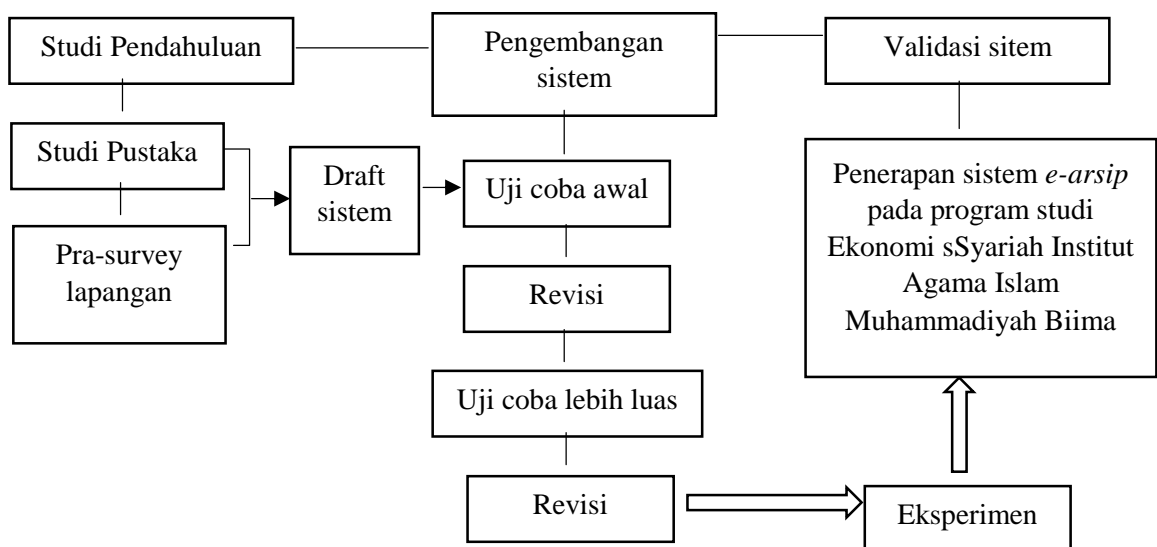 Studi Pendahuluan
Pengembangan
sistem
Validasi sitem
Studi Pustaka
Pra-survey
lapangan
Draft
sistem
Uji coba awal
Revisi
Uji coba lebih luas
Revisi
Penerapan sistem e-arsip
pada program studi
Ekonomi sSyariah Institut
Agama Islam
Muhammadiyah Biima
Eksperimen